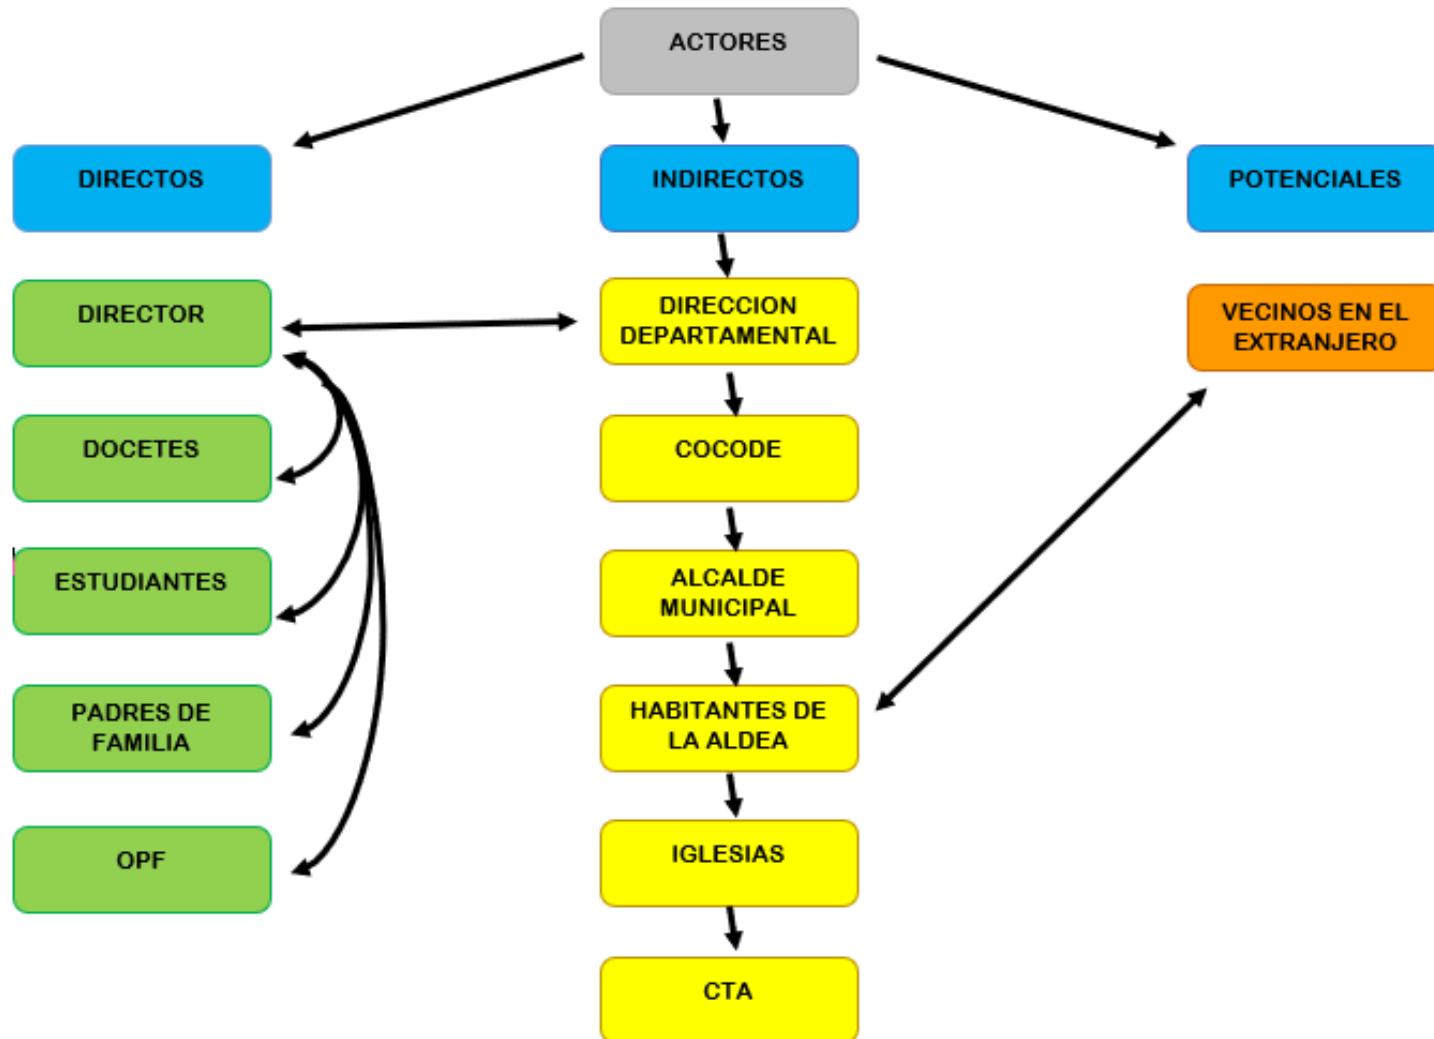 ACTORES
DIRECTOS
INDIRECTOS
POTENCIALES
DIRECTOR
DIRECCION
DEPARTAMENTAL
VECINOS EN EL
EXTRANJERO
DOCETES
COCODE
ESTUDIANTES
ALCALDE
MUNICIPAL
PADRES DE
FAMILIA
HABITANTES DE
LA ALDEA
OPF
IGLESIAS
CTA